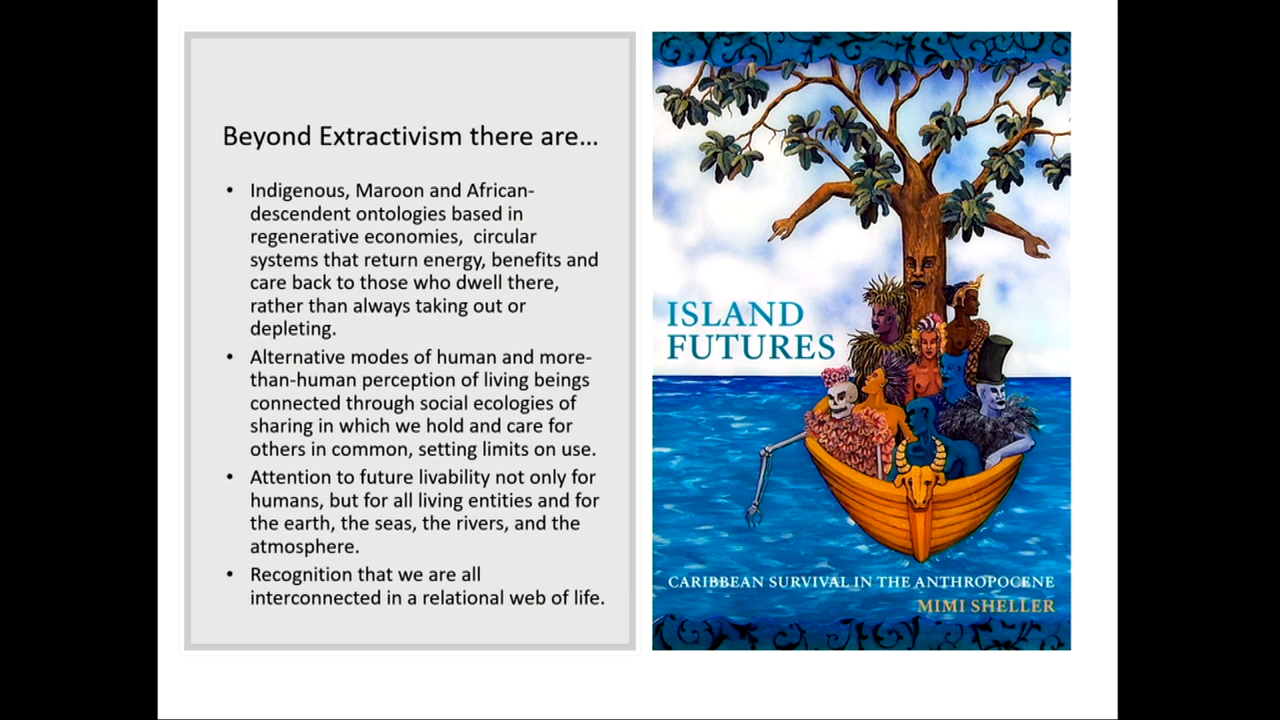 Beyond Extractivism there are...
• Indigenous, Maroon and African-
descendent ontologies based in
regenerative economies,  circular
systems that return energy, benefits and
care back to those who dwell there,
rather than always taking out or
depleting.
• Alternative modes of human and more-
than-human perception of living beings
connected through social ecologies of
sharing in which we hold and care for
others in common, setting limits on use.
• Attention to future livability not only for
humans, but for all living entities and for
the earth, the seas, the rivers, and the
atmosphere.
• Recognition that we are all
interconnected in a relational web of life.
ISLAND
FUTURES
CARIBBEAN SURVIVAL IN THE ANTHROPOCENE
MIMI SHELLER